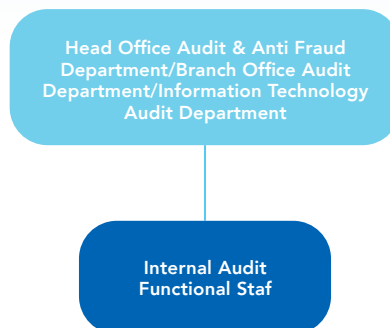 Head Office Audit & Anti Fraud
Department/Branch Office Audit
Department/Information Technology
Audit Department
Internal Audit
Functional Staf